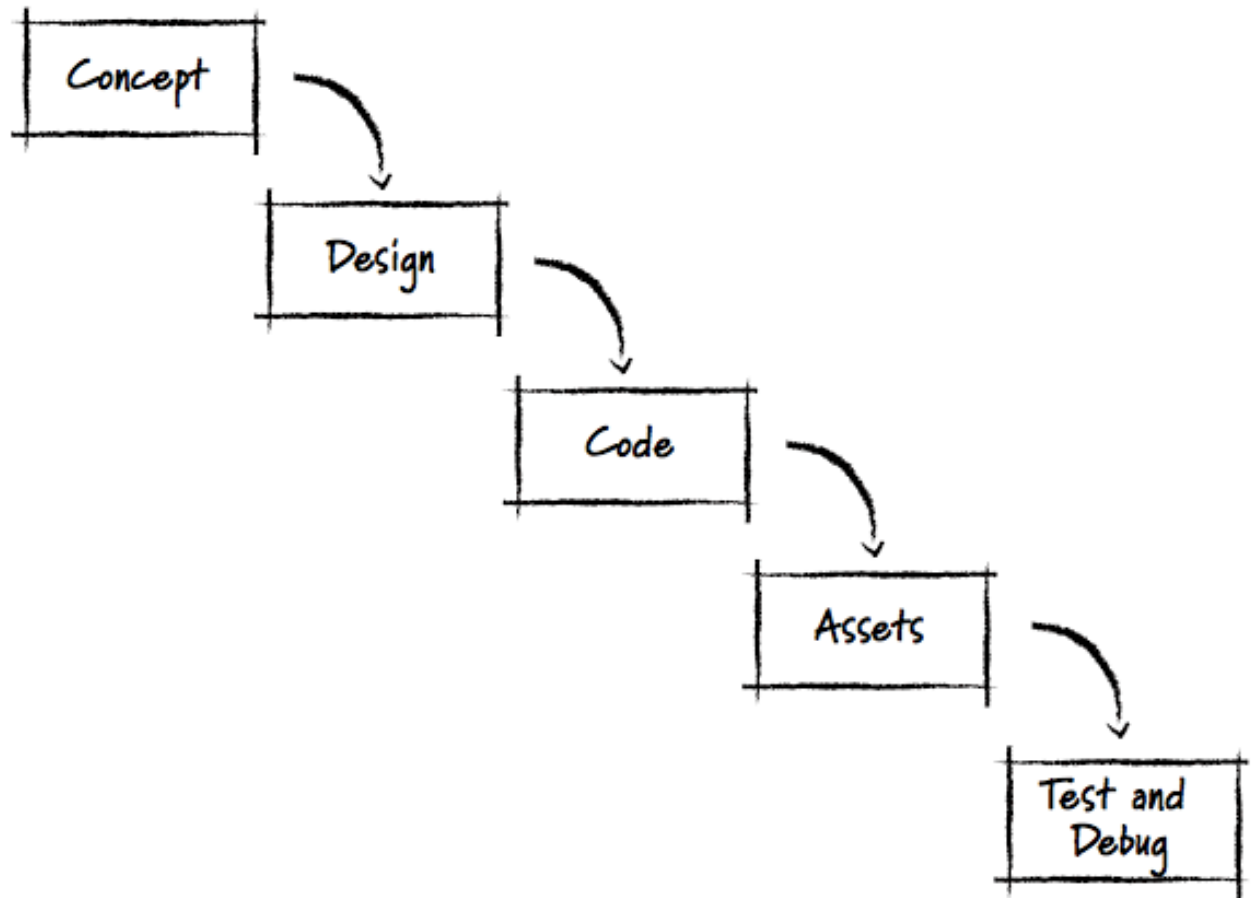 Concept
Design
Code
Assets
Test and
Debug